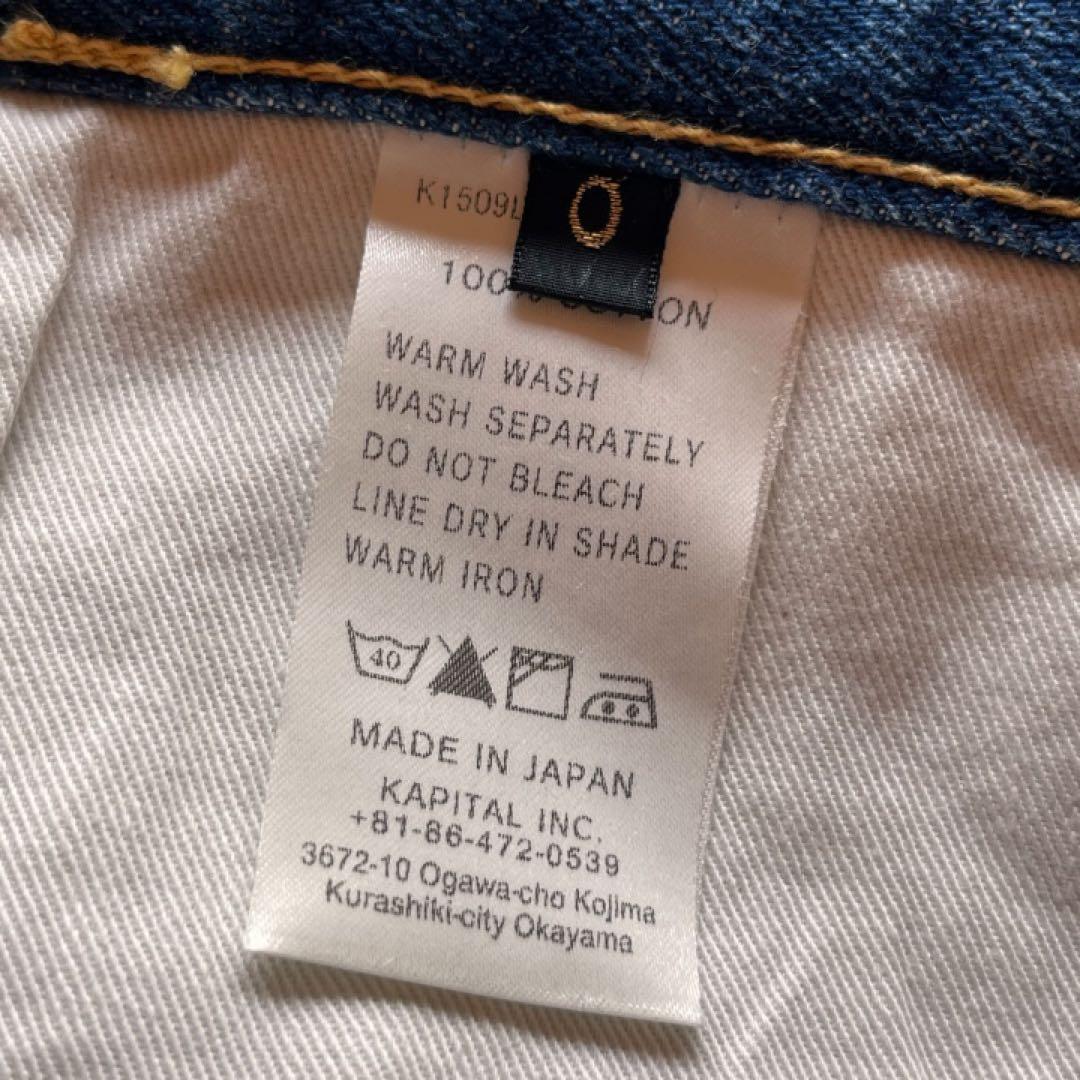 K1509L
0
100% COTTON
WARM WASH
WASH SEPARATELY
DO NOT BLEACH
LINE DRY IN SHADE
WARM IRON
40
MADE IN JAPAN
KAPITAL INC.
+81-86-472-0539
3672-10 Ogawa-cho Kojima
Kurashiki-city Okayama